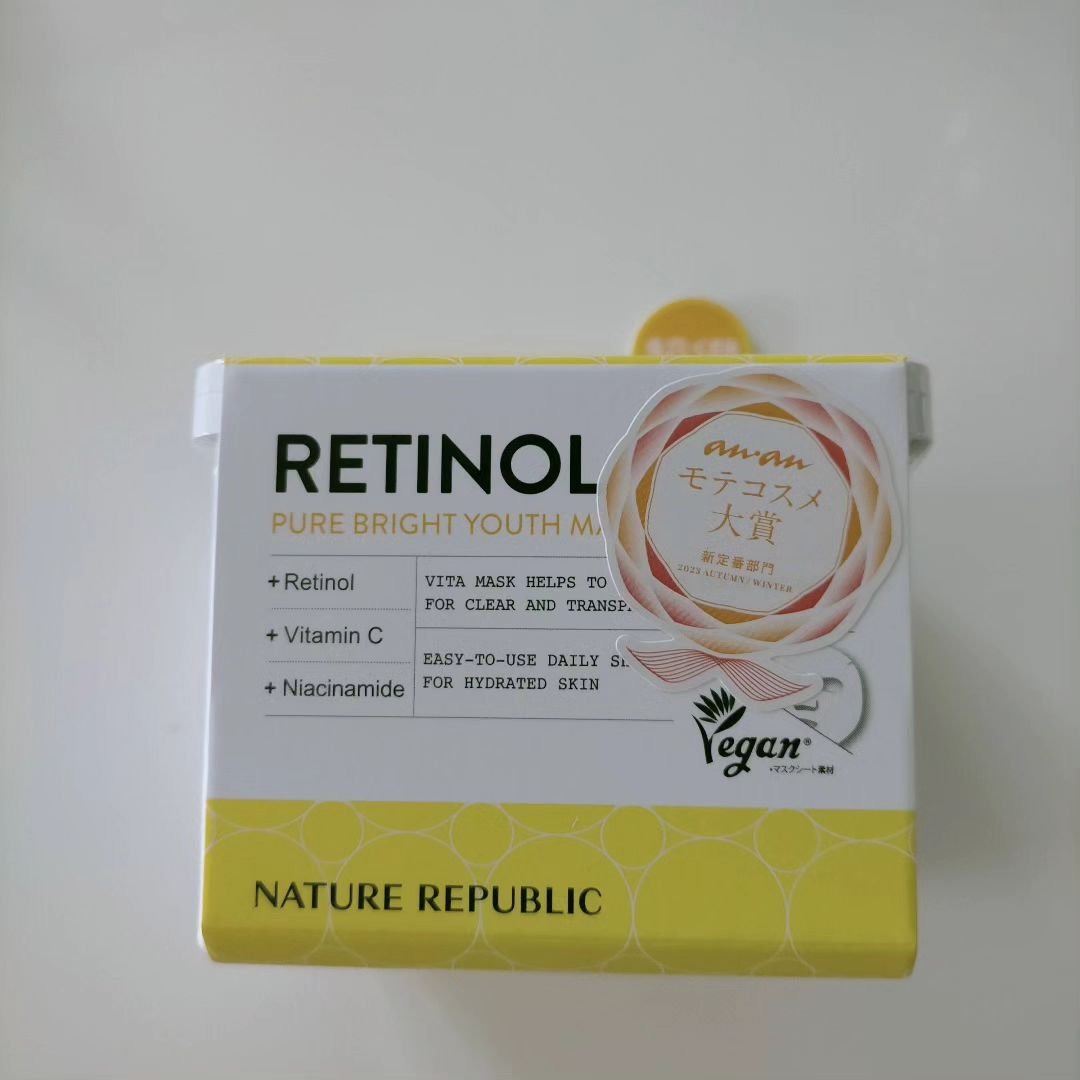 RETINOL
PURE BRIGHT YOUTH
+ Retinol
+ Vitamin C
+ Niacinamide
VITA MASK HELPS TO
FOR CLEAR AND
EASY-TO-USE DAILY
FOR HYDRATED SKIN
an·an
モテコスメ
大賞
新定番部門
2023 AUTUMN / WINTER
Vegan®
*マスクシート素材
NATURE REPUBLIC